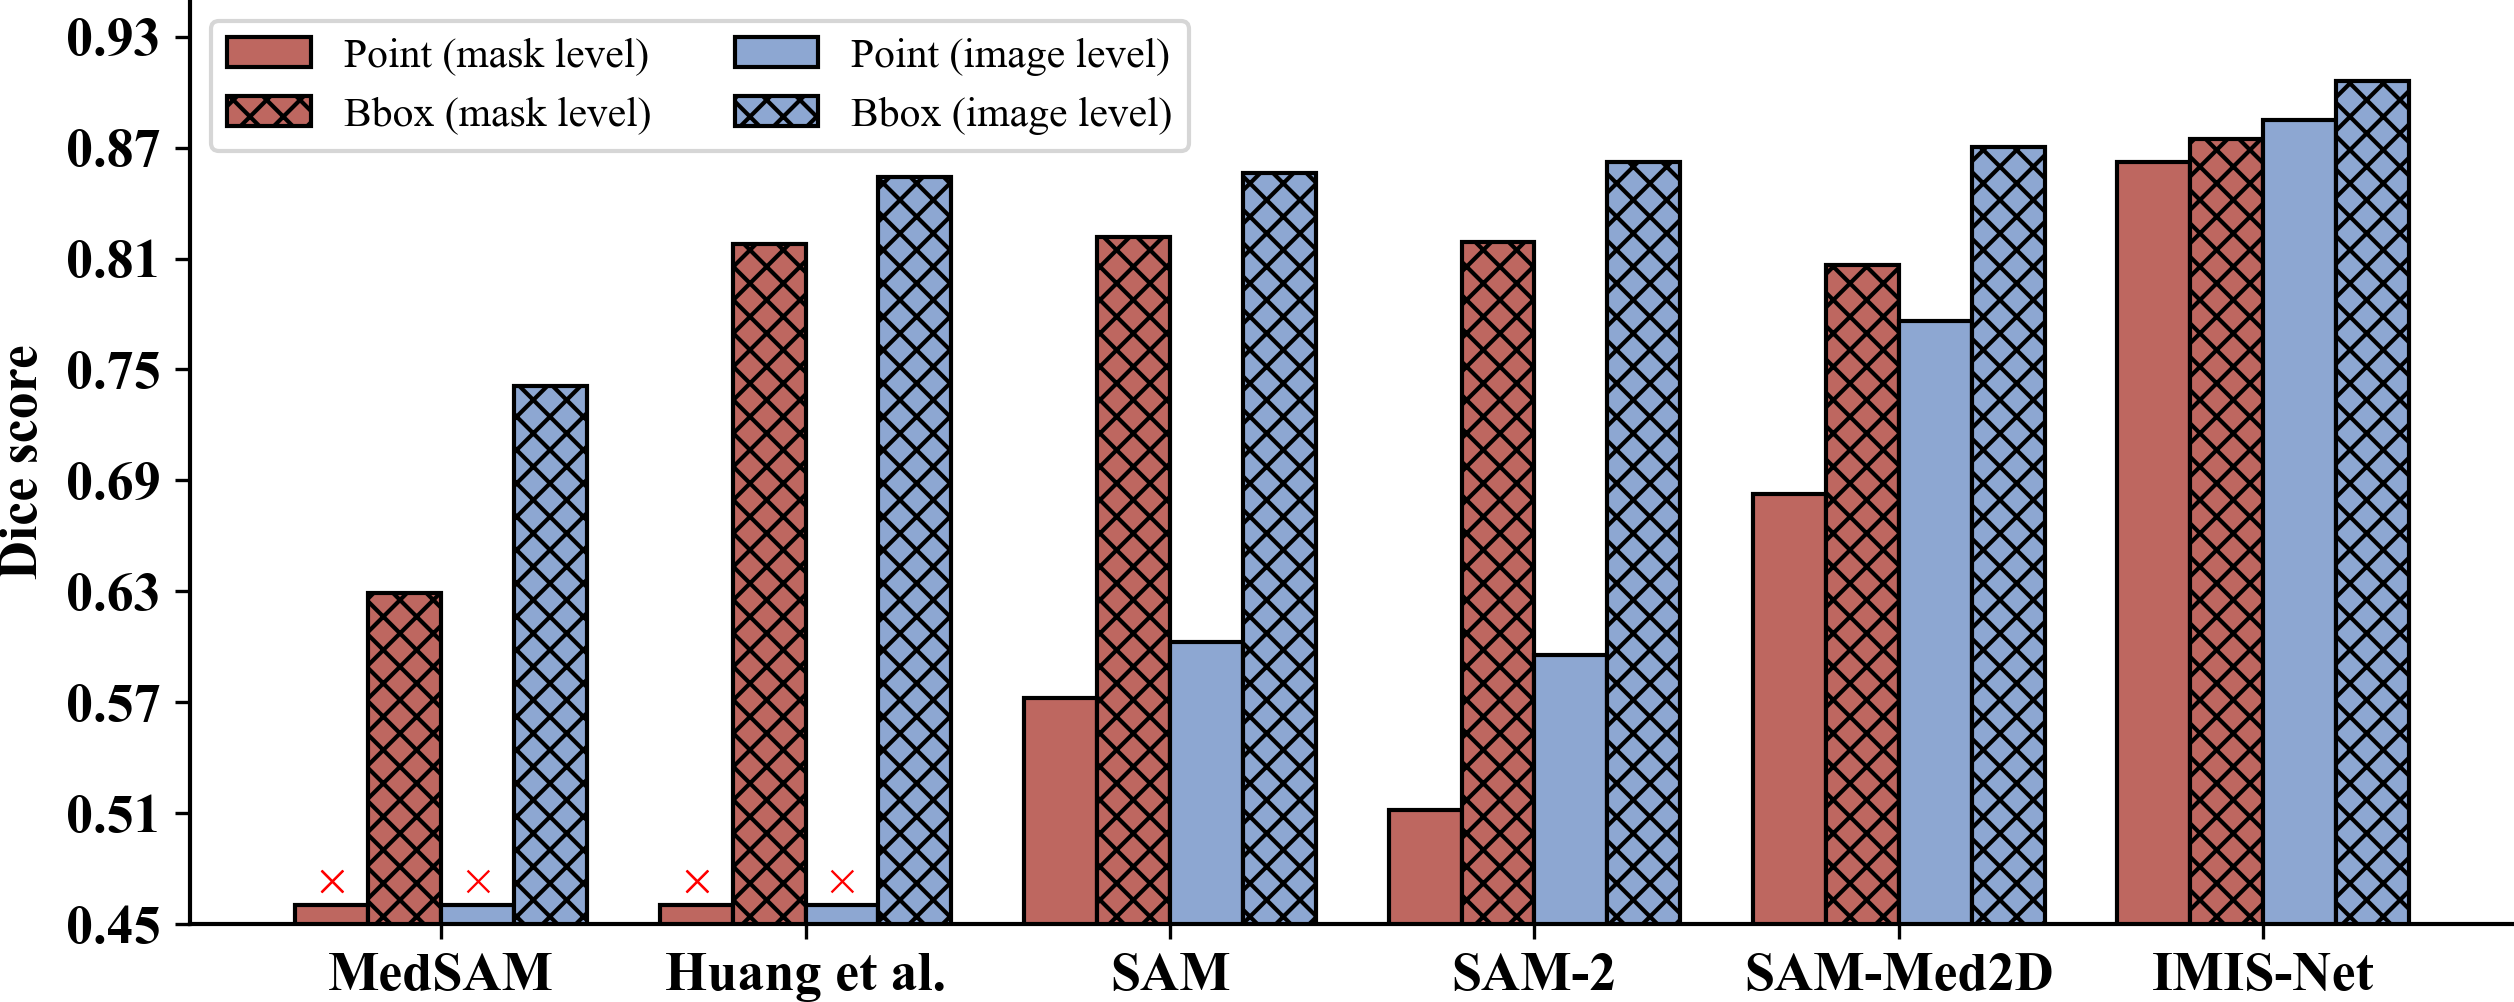 Dice score
0.93
0.87
0.81
0.75
0.69
0.63
0.57
0.51
0.45
Point (mask level)
Bbox (mask level)
Point (image level)
Bbox (image level)
MedSAM
Huang et al.
SAM
SAM-2
SAM-Med2D
IMIS-Net